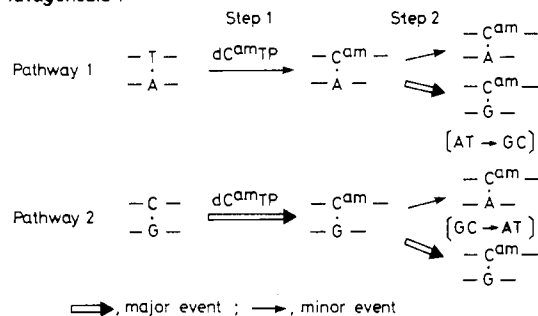 Step 1 Step 2
— C^am —
Pathway 1 — T — dC^amTP — C^am — A
— A — — A — — C^am —
— G —
[AT → GC]
— C^am —
Pathway 2 — C — dC^amTP — C^am — — A —
— G — — G — [GC → AT]
— C^am —
— G —
⇒, major event ; →, minor event